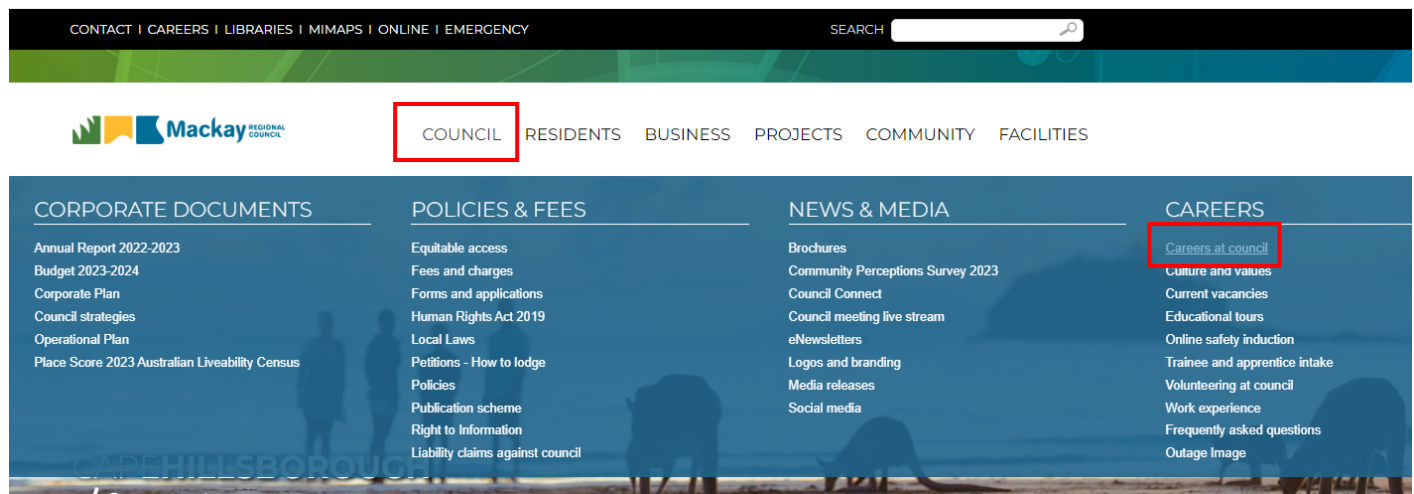 CONTACT I CAREERS I LIBRARIES I MIMAPS I ONLINE I EMERGENCY
SEARCH
Mackay REGIONAL COUNCIL
COUNCIL RESIDENTS BUSINESS PROJECTS COMMUNITY FACILITIES
CORPORATE DOCUMENTS
Annual Report 2022-2023
Budget 2023-2024
Corporate Plan
Council strategies
Operational Plan
Place Score 2023 Australian Liveability Census
POLICIES & FEES
Equitable access
Fees and charges
Forms and applications
Human Rights Act 2019
Local Laws
Petitions - How to lodge
Policies
Publication scheme
Right to Information
Liability claims against council
NEWS & MEDIA
Brochures
Community Perceptions Survey 2023
Council Connect
Council meeting live stream
eNewsletters
Logos and branding
Media releases
Social media
CAREERS
Careers at council
Culture and values
Current vacancies
Educational tours
Online safety induction
Trainee and apprentice intake
Volunteering at council
Work experience
Frequently asked questions
Outage Image
CAPEHILLSBOROUGH